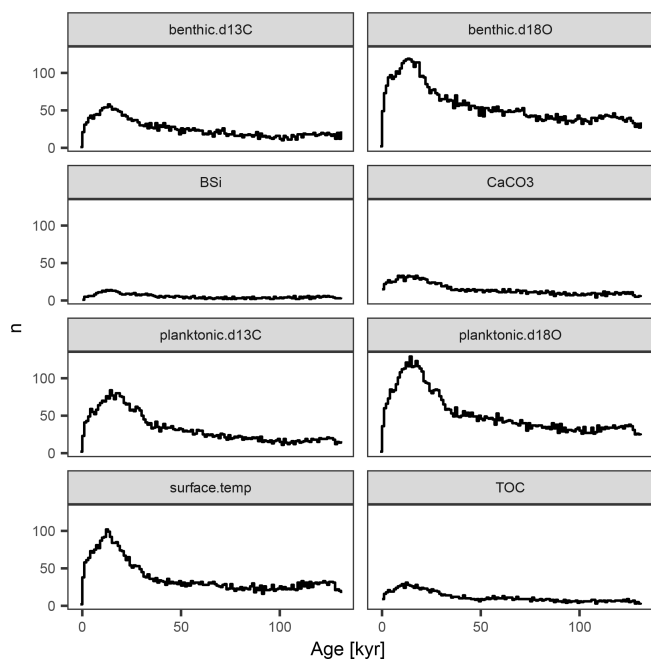 benthic.d13C benthic.d18O
100
50
0
BSi CaCO3
100
50
0
n
planktonic.d13C planktonic.d18O
100
50
0
surface.temp TOC
100
50
0
0 50 100 0 50 100
Age [kyr]